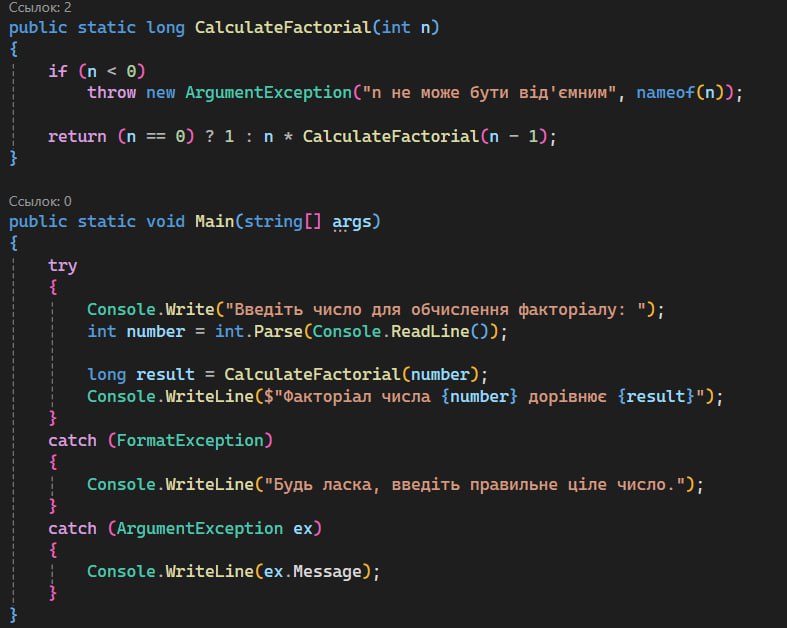 Ссылок: 2
public static long CalculateFactorial(int n)
{
    if (n < 0)
        throw new ArgumentException("n не може бути від'ємним", nameof(n));

    return (n == 0) ? 1 : n * CalculateFactorial(n - 1);
}

Ссылок: 0
public static void Main(string[] args)
{
    try
    {
        Console.Write("Введіть число для обчислення факторіалу: ");
        int number = int.Parse(Console.ReadLine());

        long result = CalculateFactorial(number);
        Console.WriteLine($"Факторіал числа {number} дорівнює {result}");
    }
    catch (FormatException)
    {
        Console.WriteLine("Будь ласка, введіть правильне ціле число.");
    }
    catch (ArgumentException ex)
    {
        Console.WriteLine(ex.Message);
    }
}